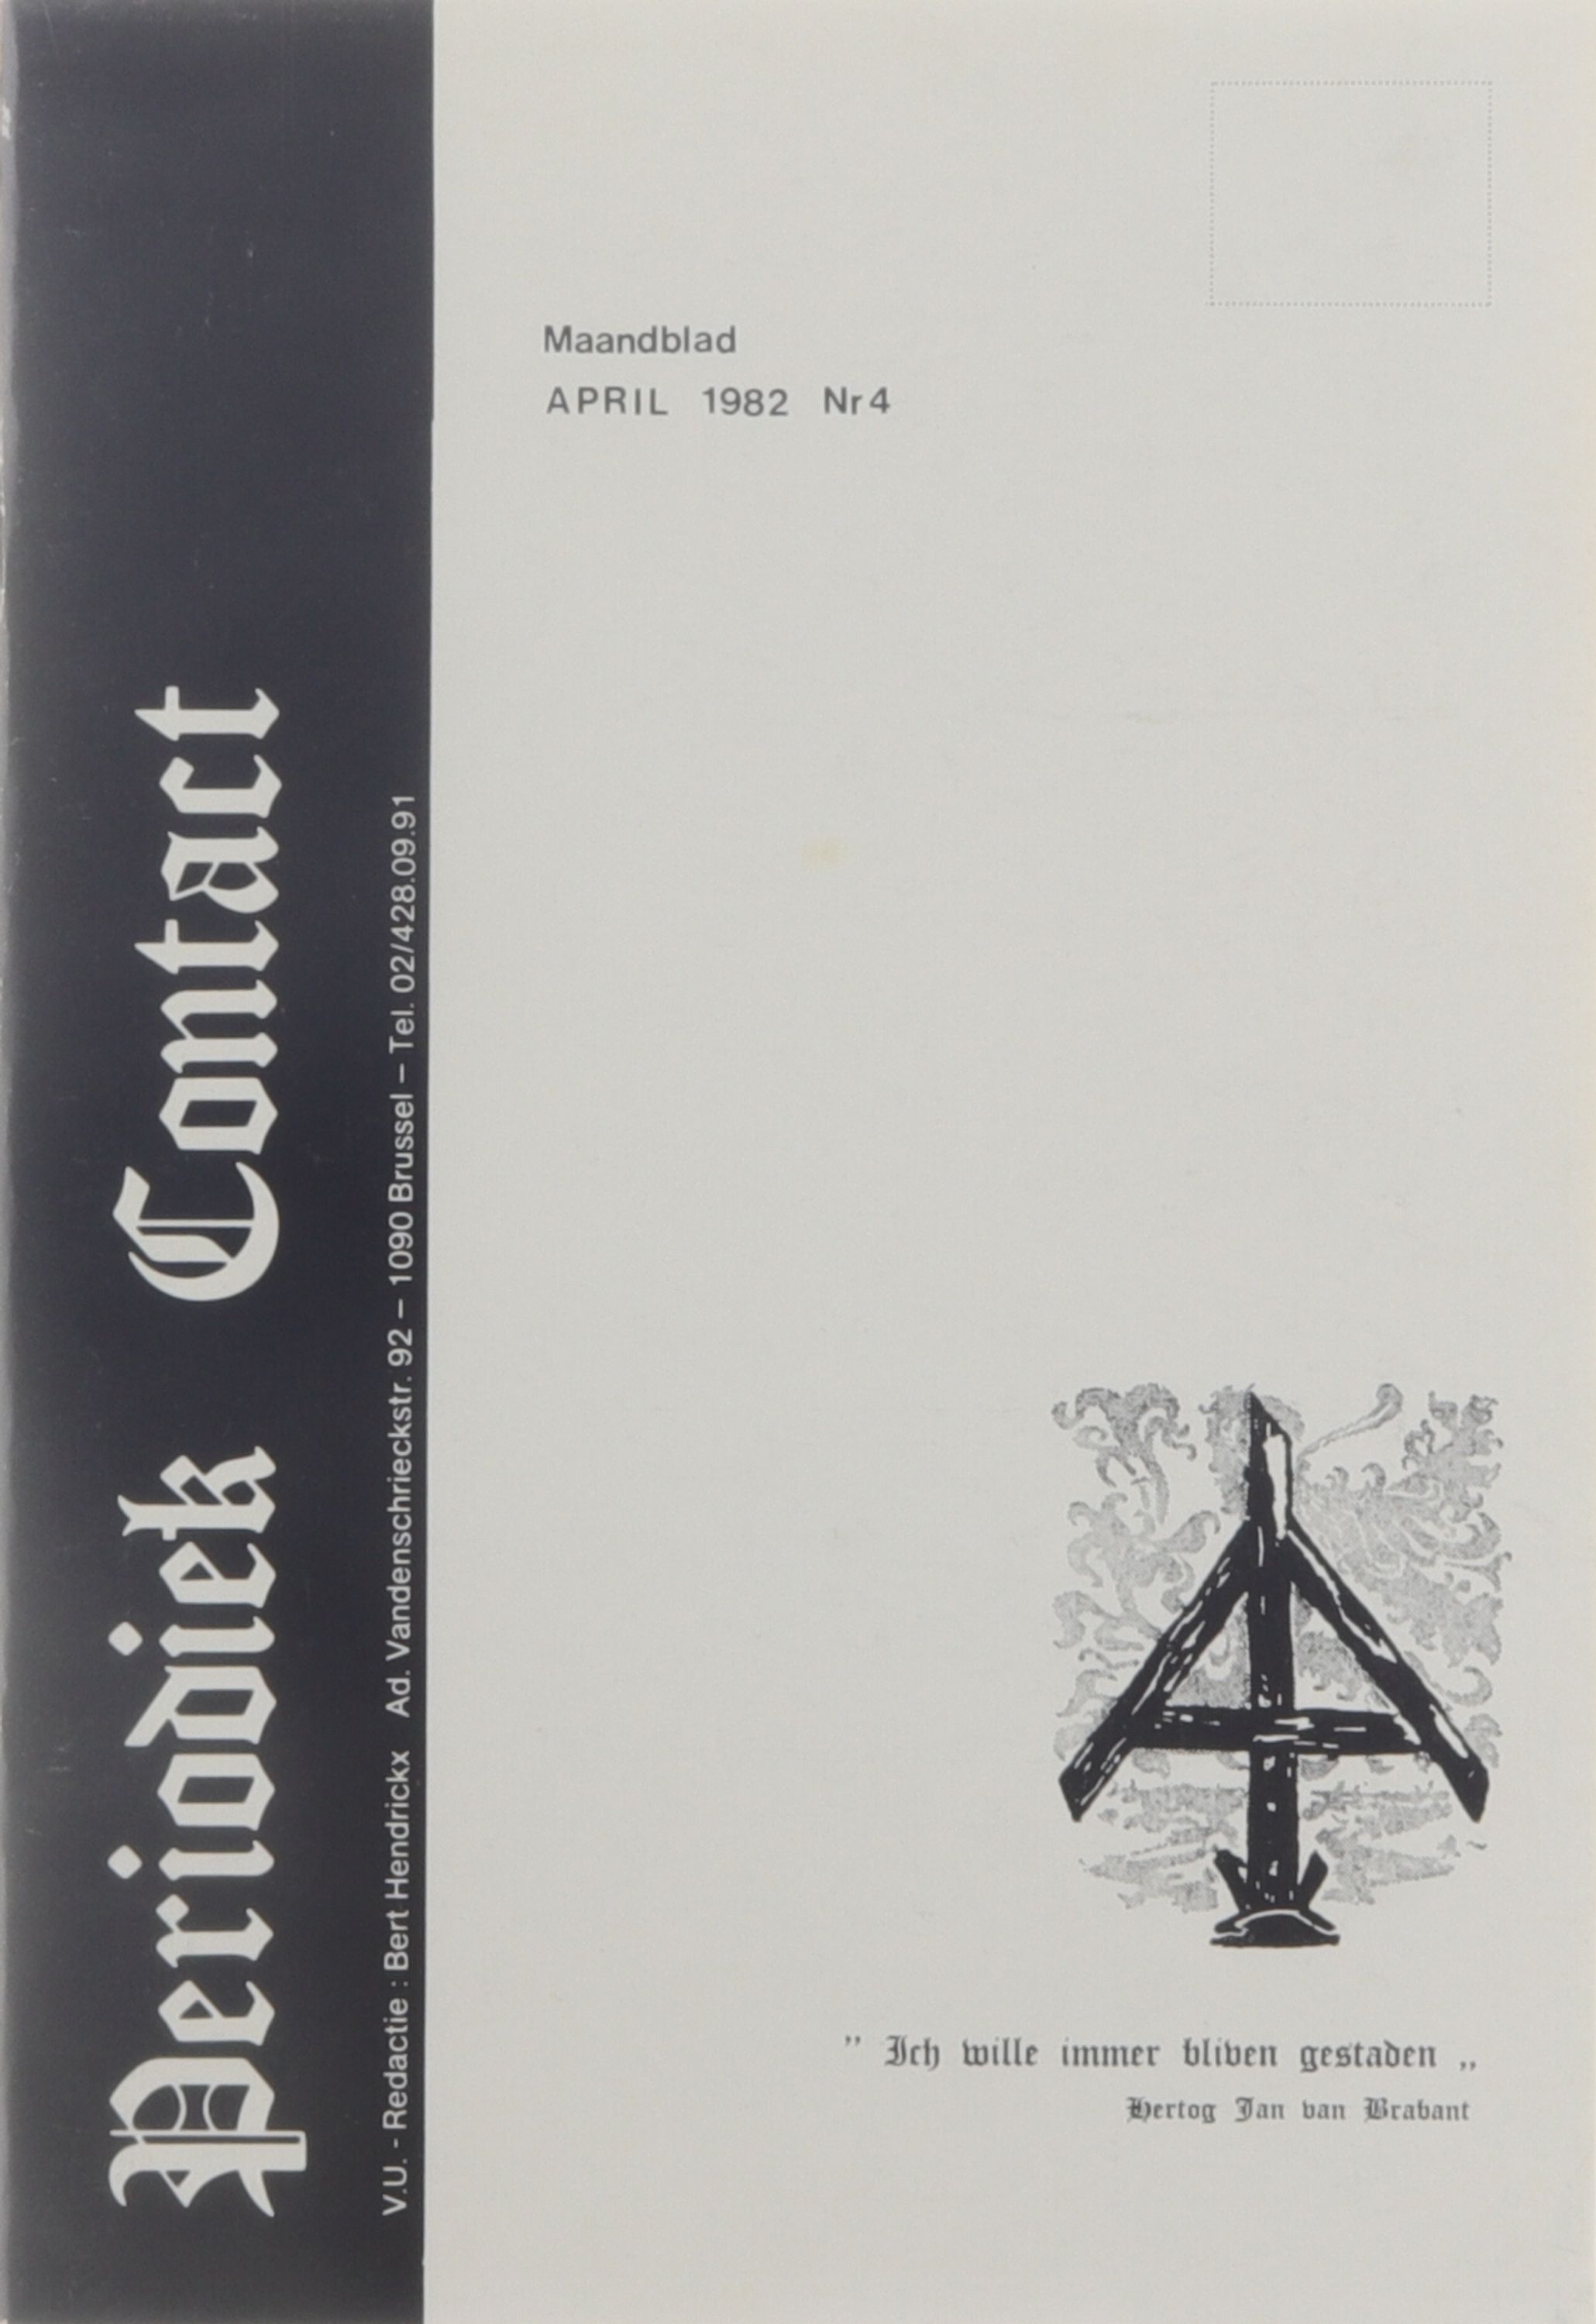 Periodiek Contact
V.U. - Redactie : Bert Hendrickx Ad. Vandenschrieckstr. 92 – 1090 Brussel – Tel. 02/428.09.91
Maandblad
APRIL 1982 Nr 4
” Ich wille immer bliven gestaden „
Hertog Jan van Brabant